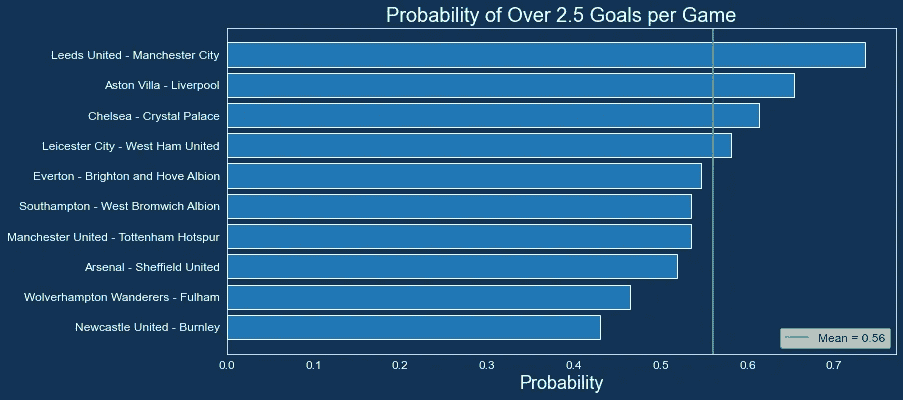 Probability of Over 2.5 Goals per Game
Leeds United - Manchester City
Aston Villa - Liverpool
Chelsea - Crystal Palace
Leicester City - West Ham United
Everton - Brighton and Hove Albion
Southampton - West Bromwich Albion
Manchester United - Tottenham Hotspur
Arsenal - Sheffield United
Wolverhampton Wanderers - Fulham
Newcastle United - Burnley
Mean = 0.56
0.0 0.1 0.2 0.3 0.4 0.5 0.6 0.7
Probability